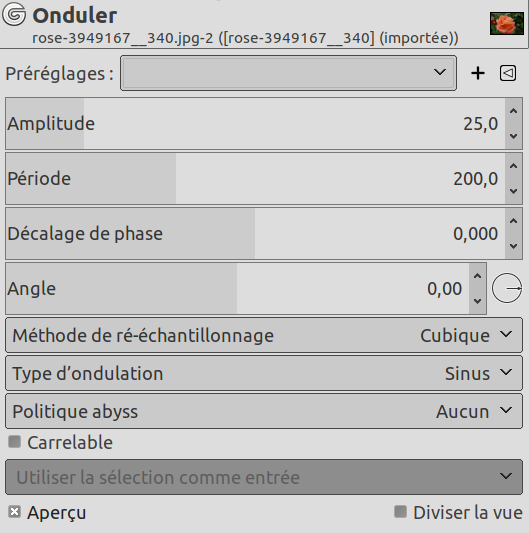 Onduler
rose-3949167__340.jpg-2 ([rose-3949167__340] (importée))
Préréglages :
Amplitude 25,0
Période 200,0
Décalage de phase 0,000
Angle 0,00
Méthode de ré-échantillonnage Cubique
Type d’ondulation Sinus
Politique abyss Aucun
Carrelable
Utiliser la sélection comme entrée
Aperçu Diviser la vue